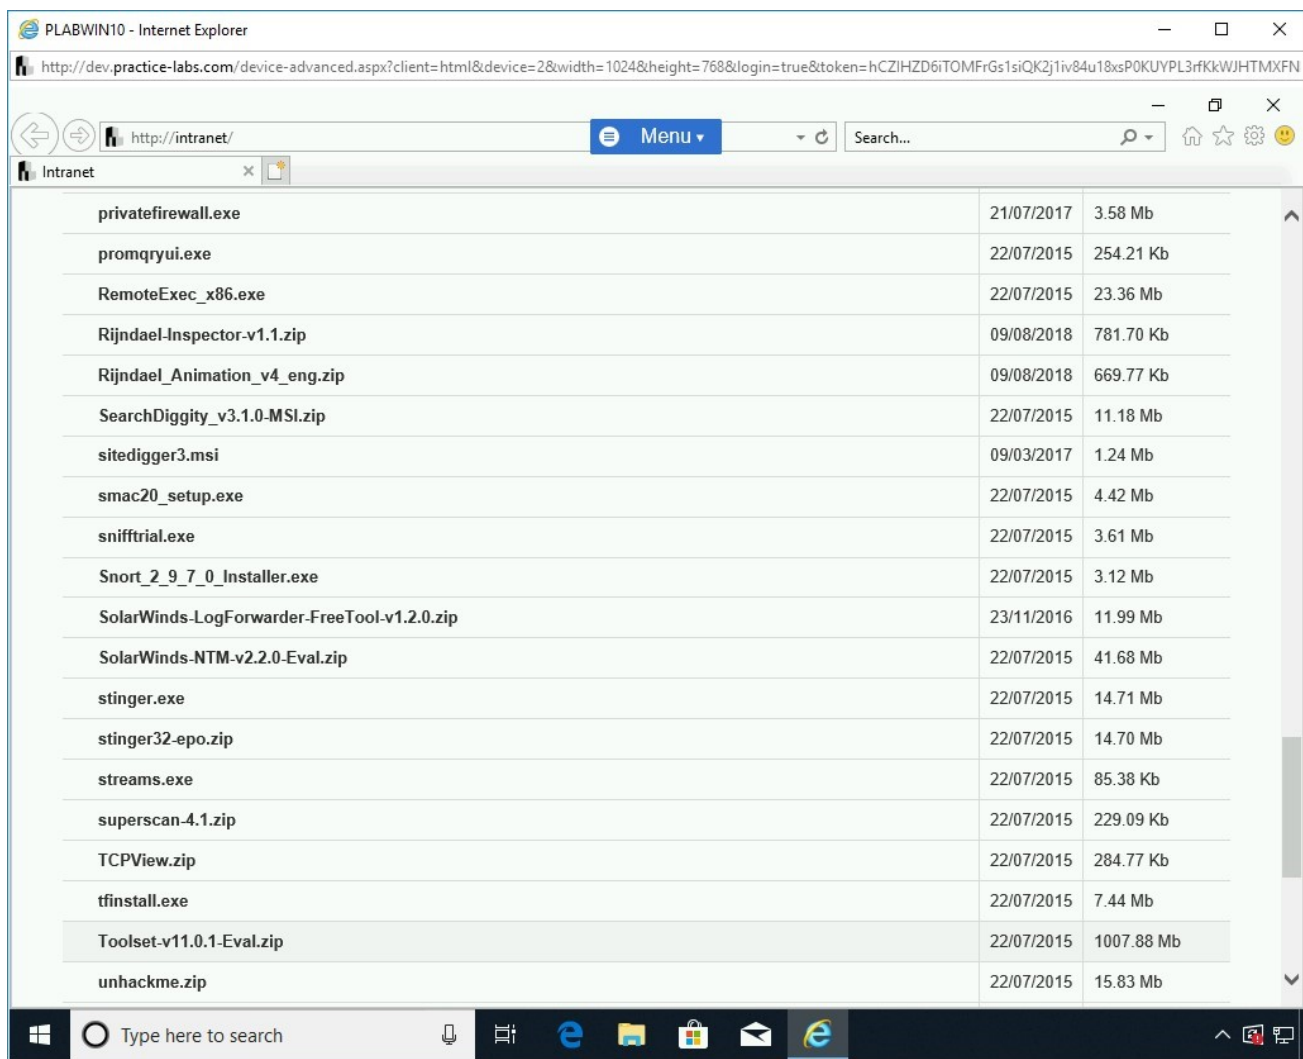 PLABWIN10 - Internet Explorer
http://dev.practice-labs.com/device-advanced.aspx?client=html&device=2&width=1024&height=768&login=true&token=
http://intranet/
Menu
Search...
Intranet
privatefirewall.exe 21/07/2017 3.58 Mb
promqryui.exe 22/07/2015 254.21 Kb
RemoteExec_x86.exe 22/07/2015 23.36 Mb
Rijndael-Inspector-v1.1.zip 09/08/2018 781.70 Kb
Rijndael_Animation_v4_eng.zip 09/08/2018 669.77 Kb
SearchDiggity_v3.1.0-MSI.zip 22/07/2015 11.18 Mb
sitedigger3.msi 09/03/2017 1.24 Mb
smac20_setup.exe 22/07/2015 4.42 Mb
snifftrial.exe 22/07/2015 3.61 Mb
Snort_2_9_7_0_Installer.exe 22/07/2015 3.12 Mb
SolarWinds-LogForwarder-FreeTool-v1.2.0.zip 23/11/2016 11.99 Mb
SolarWinds-NTM-v2.2.0-Eval.zip 22/07/2015 41.68 Mb
stinger.exe 22/07/2015 14.71 Mb
stinger32-epo.zip 22/07/2015 14.70 Mb
streams.exe 22/07/2015 85.38 Kb
superscan-4.1.zip 22/07/2015 229.09 Kb
TCPView.zip 22/07/2015 284.77 Kb
tfinstall.exe 22/07/2015 7.44 Mb
Toolset-v11.0.1-Eval.zip 22/07/2015 1007.88 Mb
unhackme.zip 22/07/2015 15.83 Mb
Type here to search